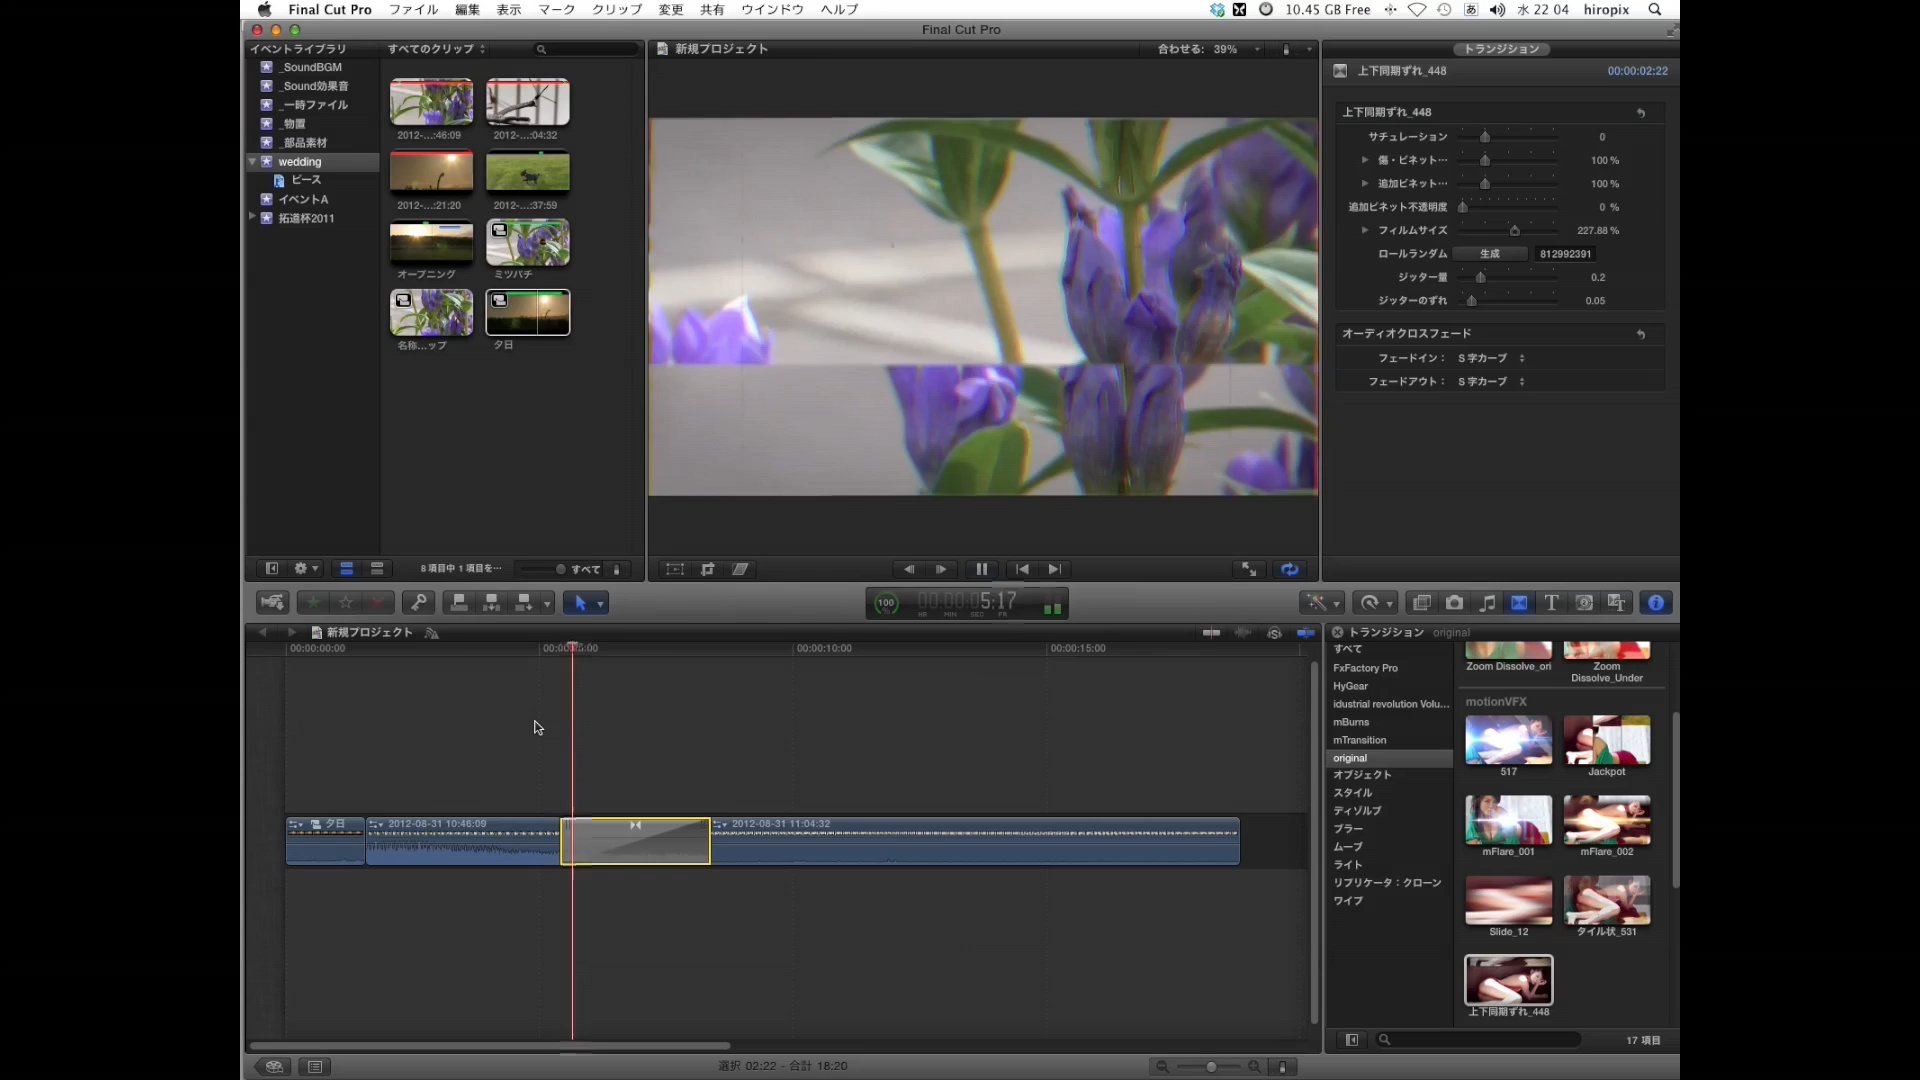 Final Cut Pro ファイル 編集 表示 マーク クリップ 変更 共有 ウインドウ ヘルプ
10.45 GB Free あ 水 22 04 hiropix
Final Cut Pro
イベントライブラリ
すべてのクリップ
_SoundBGM
_Sound効果音
_一時ファイル
_物置
_部品素材
wedding
ピース
イベントA
拓道杯2011
2012-...:46:09
2012-...:04:32
2012-...:21:20
2012-...:37:59
オープニング
ミツバチ
名称...ップ
夕日
8 項目中 1 項目を…
すべて
新規プロジェクト
合わせる: 39%
トランジション
上下同期ずれ_448
00:00:02:22
上下同期ずれ_448
サチュレーション 0
傷・ビネット… 100 %
追加ビネット… 100 %
追加ビネット不透明度 0 %
フィルムサイズ 227.88 %
ロールランダム 生成 812992391
ジッター量 0.2
ジッターのずれ 0.05
オーディオクロスフェード
フェードイン: S 字カーブ
フェードアウト: S 字カーブ
100
5:17
HR MIN SEC FR
新規プロジェクト
00:00:00:00
00:00:10:00
00:00:15:00
夕日
2012-08-31 10:46:09
2012-08-31 11:04:32
選択 02:22 - 合計 18:20
トランジション original
すべて
FxFactory Pro
HyGear
idustrial revolution Volu...
mBurns
mTransition
original
オブジェクト
スタイル
ディゾルブ
ブラー
ムーブ
ライト
リプリケータ:クローン
ワイプ
Zoom Dissolve_ori
Zoom
Dissolve_Under
motionVFX
517
Jackpot
mFlare_001
mFlare_002
Slide_12
タイル状_531
上下同期ずれ_448
17 項目